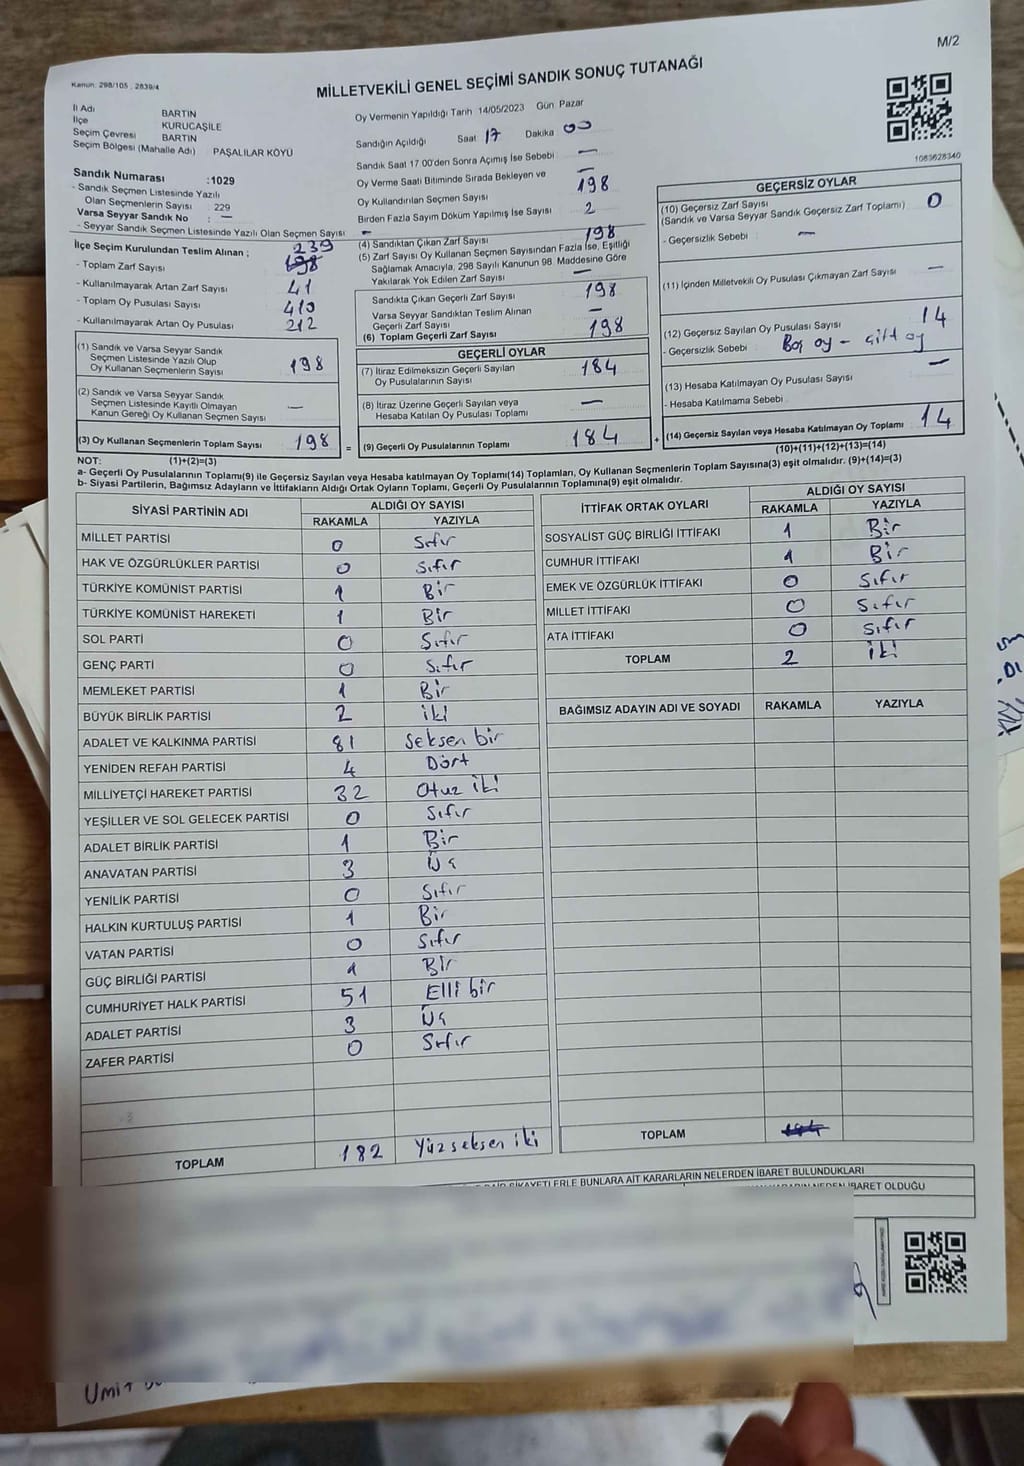 M/2
Kanun: 298/105 , 2839/4
MİLLETVEKİLİ GENEL SEÇİMİ SANDIK SONUÇ TUTANAĞI
İl Adı BARTIN
İlçe KURUCAŞİLE
Seçim Çevresi BARTIN
Seçim Bölgesi (Mahalle Adı) PAŞALILAR KÖYÜ
Sandık Numarası :1029
- Sandık Seçmen Listesinde Yazılı
Olan Seçmenlerin Sayısı 229
Varsa Seyyar Sandık No : —
- Seyyar Sandık Seçmen Listesinde Yazılı Olan Seçmen Sayısı —
Oy Vermenin Yapıldığı Tarih 14/05/2023 Gün Pazar
Sandığın Açıldığı Saat 17 Dakika 00
Sandık Saat 17 00'den Sonra Açımış İse Sebebi —
Oy Verme Saati Bitiminde Sırada Bekleyen ve —
Oy Kullandırılan Seçmen Sayısı 198
Birden Fazla Sayım Döküm Yapılmış İse Sayısı 2
1083628340
İlçe Seçim Kurulundan Teslim Alınan ; 239
- Toplam Zarf Sayısı 198
- Kullanılmayarak Artan Zarf Sayısı 41
- Toplam Oy Pusulası Sayısı 410
- Kullanılmayarak Artan Oy Pusulası 212
(1) Sandık ve Varsa Seyyar Sandık
Seçmen Listesinde Yazılı Olup
Oy Kullanan Seçmenlerin Sayısı 198
(2) Sandık ve Varsa Seyyar Sandık
Seçmen Listesinde Kayıtlı Olmayan
Kanun Gereği Oy Kullanan Seçmen Sayısı —
(3) Oy Kullanan Seçmenlerin Toplam Sayısı 198 =
(1)+(2)=(3)
(4) Sandıktan Çıkan Zarf Sayısı 198
(5) Zarf Sayısı Oy Kullanan Seçmen Sayısından Fazla İse, Eşitliği
Sağlamak Amacıyla, 298 Sayılı Kanunun 98. Maddesine Göre
Yakılarak Yok Edilen Zarf Sayısı —
Sandıkta Çıkan Geçerli Zarf Sayısı 198
Varsa Seyyar Sandıktan Teslim Alınan
Geçerli Zarf Sayısı —
(6) Toplam Geçerli Zarf Sayısı 198
GEÇERLİ OYLAR
(7) İtiraz Edilmeksizin Geçerli Sayılan
Oy Pusulalarının Sayısı 184
(8) İtiraz Üzerine Geçerli Sayılan veya
Hesaba Katılan Oy Pusulası Toplamı —
(9) Geçerli Oy Pusulalarının Toplamı 184 +
GEÇERSİZ OYLAR
(10) Geçersiz Zarf Sayısı
(Sandık ve Varsa Seyyar Sandık Geçersiz Zarf Toplamı) 0
- Geçersizlik Sebebi —
(11) İçinden Milletvekili Oy Pusulası Çıkmayan Zarf Sayısı —
(12) Geçersiz Sayılan Oy Pusulası Sayısı 14
- Geçersizlik Sebebi Boş oy - çift oy
(13) Hesaba Katılmayan Oy Pusulası Sayısı —
- Hesaba Katılmama Sebebi
(14) Geçersiz Sayılan veya Hesaba Katılmayan Oy Toplamı 14
(10)+(11)+(12)+(13)=(14)
NOT:
a- Geçerli Oy Pusulalarının Toplamı(9) ile Geçersiz Sayılan veya Hesaba katılmayan Oy Toplamı(14) Toplamları, Oy Kullanan Seçmenlerin Toplam Sayısına(3) eşit olmalıdır. (9)+(14)=(3)
b- Siyasi Partilerin, Bağımsız Adayların ve İttifakların Aldığı Ortak Oyların Toplamı, Geçerli Oy Pusulalarının Toplamına(9) eşit olmalıdır.
SİYASİ PARTİNİN ADI ALDIĞI OY SAYISI
RAKAMLA YAZIYLA
MİLLET PARTİSİ 0 Sıfır
HAK VE ÖZGÜRLÜKLER PARTİSİ 0 Sıfır
TÜRKİYE KOMÜNİST PARTİSİ 1 Bir
TÜRKİYE KOMÜNİST HAREKETİ 1 Bir
SOL PARTİ 0 Sıfır
GENÇ PARTİ 0 Sıfır
MEMLEKET PARTİSİ 1 Bir
BÜYÜK BİRLİK PARTİSİ 2 iki
ADALET VE KALKINMA PARTİSİ 81 Seksen bir
YENİDEN REFAH PARTİSİ 4 Dört
MİLLİYETÇİ HAREKET PARTİSİ 32 Otuz iki
YEŞİLLER VE SOL GELECEK PARTİSİ 0 Sıfır
ADALET BİRLİK PARTİSİ 1 Bir
ANAVATAN PARTİSİ 3 Üç
YENİLİK PARTİSİ 0 Sıfır
HALKIN KURTULUŞ PARTİSİ 1 Bir
VATAN PARTİSİ 0 Sıfır
GÜÇ BİRLİĞİ PARTİSİ 1 Bir
CUMHURİYET HALK PARTİSİ 51 Elli bir
ADALET PARTİSİ 3 Üç
ZAFER PARTİSİ 0 Sıfır
TOPLAM 182 Yüzseksen iki
İTTİFAK ORTAK OYLARI ALDIĞI OY SAYISI
RAKAMLA YAZIYLA
SOSYALİST GÜÇ BİRLİĞİ İTTİFAKI 1 Bir
CUMHUR İTTİFAKI 1 Bir
EMEK VE ÖZGÜRLÜK İTTİFAKI 0 Sıfır
MİLLET İTTİFAKI 0 Sıfır
ATA İTTİFAKI 0 Sıfır
TOPLAM 2 iki
BAĞIMSIZ ADAYIN ADI VE SOYADI RAKAMLA YAZIYLA
TOPLAM
ŞİKAYETLERLE BUNLARA AİT KARARLARIN NELERDEN İBARET BULUNDUKLARI
İBARET OLDUĞU
Ümit